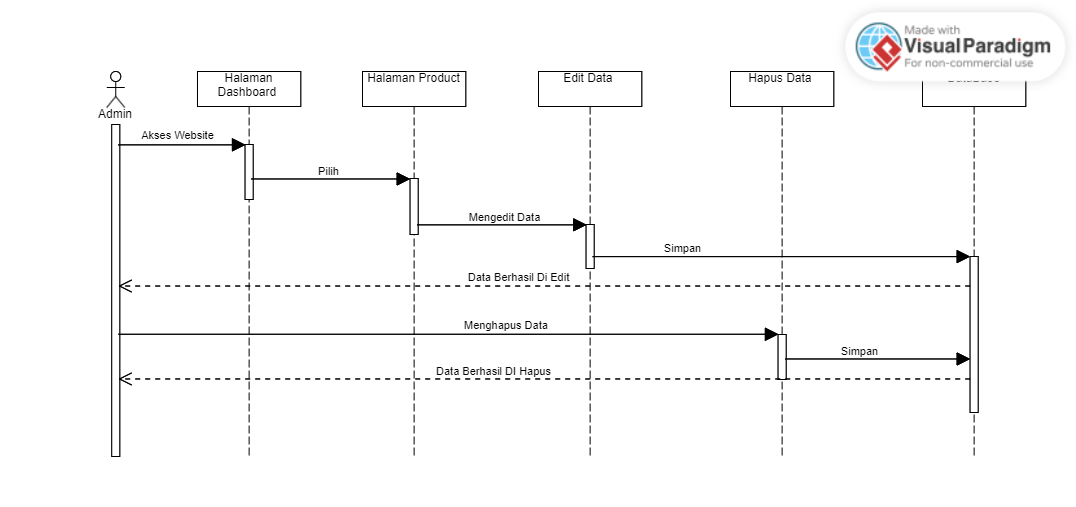 Made with
Visual Paradigm
For non-commercial use
Halaman
Dashboard
Halaman Product
Edit Data
Hapus Data
Admin
Akses Website
Pilih
Mengedit Data
Simpan
Data Berhasil Di Edit
Menghapus Data
Simpan
Data Berhasil DI Hapus